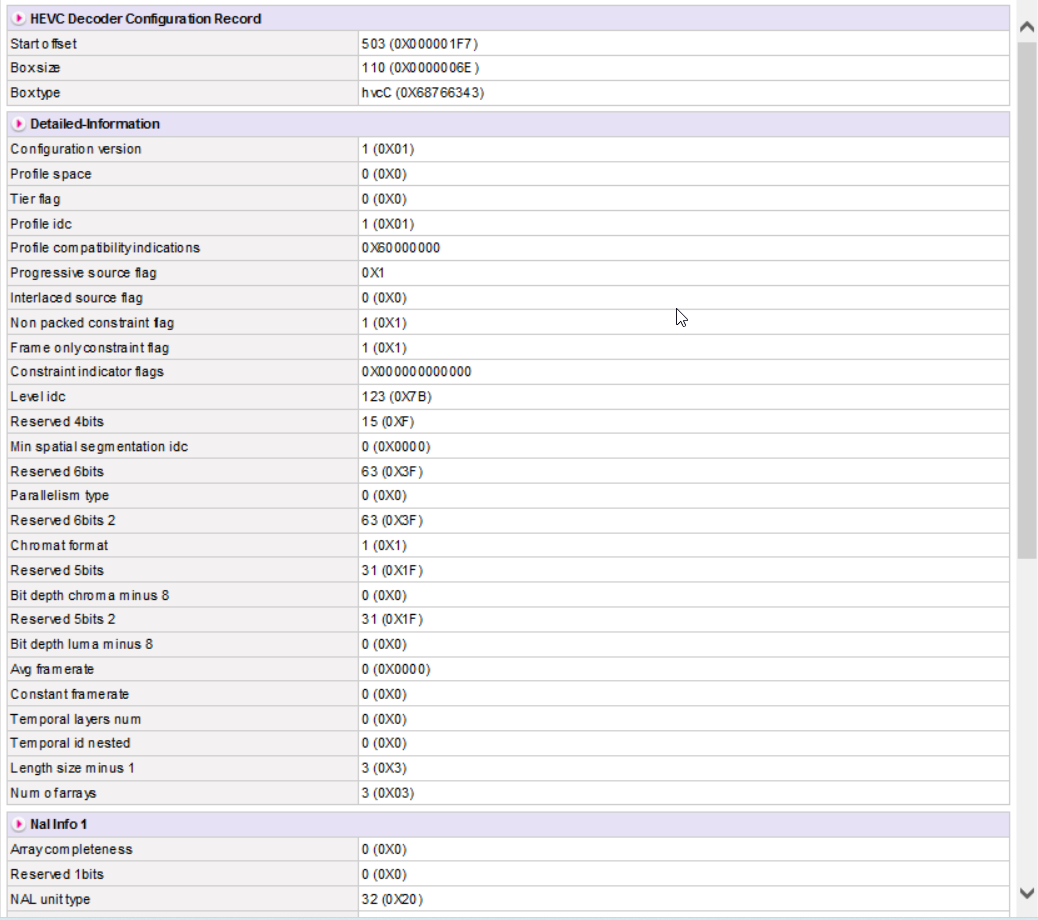 HEVC Decoder Configuration Record
Start offset 503 (0X000001F7)
Box size 110 (0X0000006E)
Box type hvcC (0X68766343)
Detailed-Information
Configuration version 1 (0X01)
Profile space 0 (0X0)
Tier flag 0 (0X0)
Profile idc 1 (0X01)
Profile compatibility indications 0X60000000
Progressive source flag 0X1
Interlaced source flag 0 (0X0)
Non packed constraint flag 1 (0X1)
Frame only constraint flag 1 (0X1)
Constraint indicator flags 0X000000000000
Level idc 123 (0X7B)
Reserved 4bits 15 (0XF)
Min spatial segmentation idc 0 (0X0000)
Reserved 6bits 63 (0X3F)
Parallelism type 0 (0X0)
Reserved 6bits 2 63 (0X3F)
Chromat format 1 (0X1)
Reserved 5bits 31 (0X1F)
Bit depth chroma minus 8 0 (0X0)
Reserved 5bits 2 31 (0X1F)
Bit depth luma minus 8 0 (0X0)
Avg framerate 0 (0X0000)
Constant framerate 0 (0X0)
Temporal layers num 0 (0X0)
Temporal id nested 0 (0X0)
Length size minus 1 3 (0X3)
Num of arrays 3 (0X03)
Nal Info 1
Array completeness 0 (0X0)
Reserved 1bits 0 (0X0)
NAL unit type 32 (0X20)